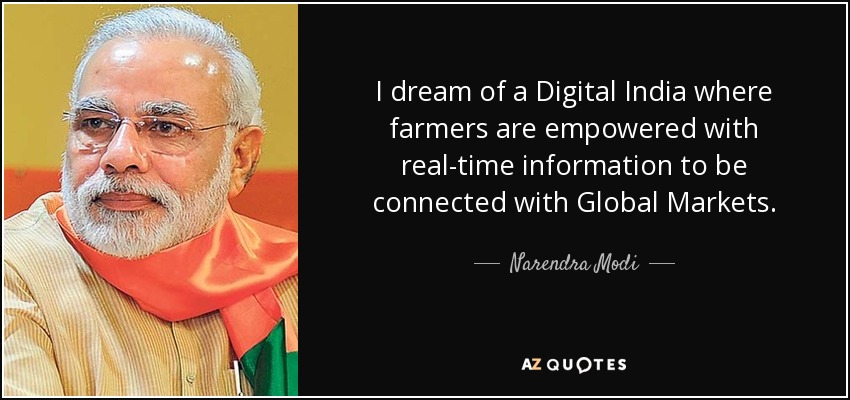 I dream of a Digital India where
farmers are empowered with
real-time information to be
connected with Global Markets.
Narendra Modi
AZ QUOTES